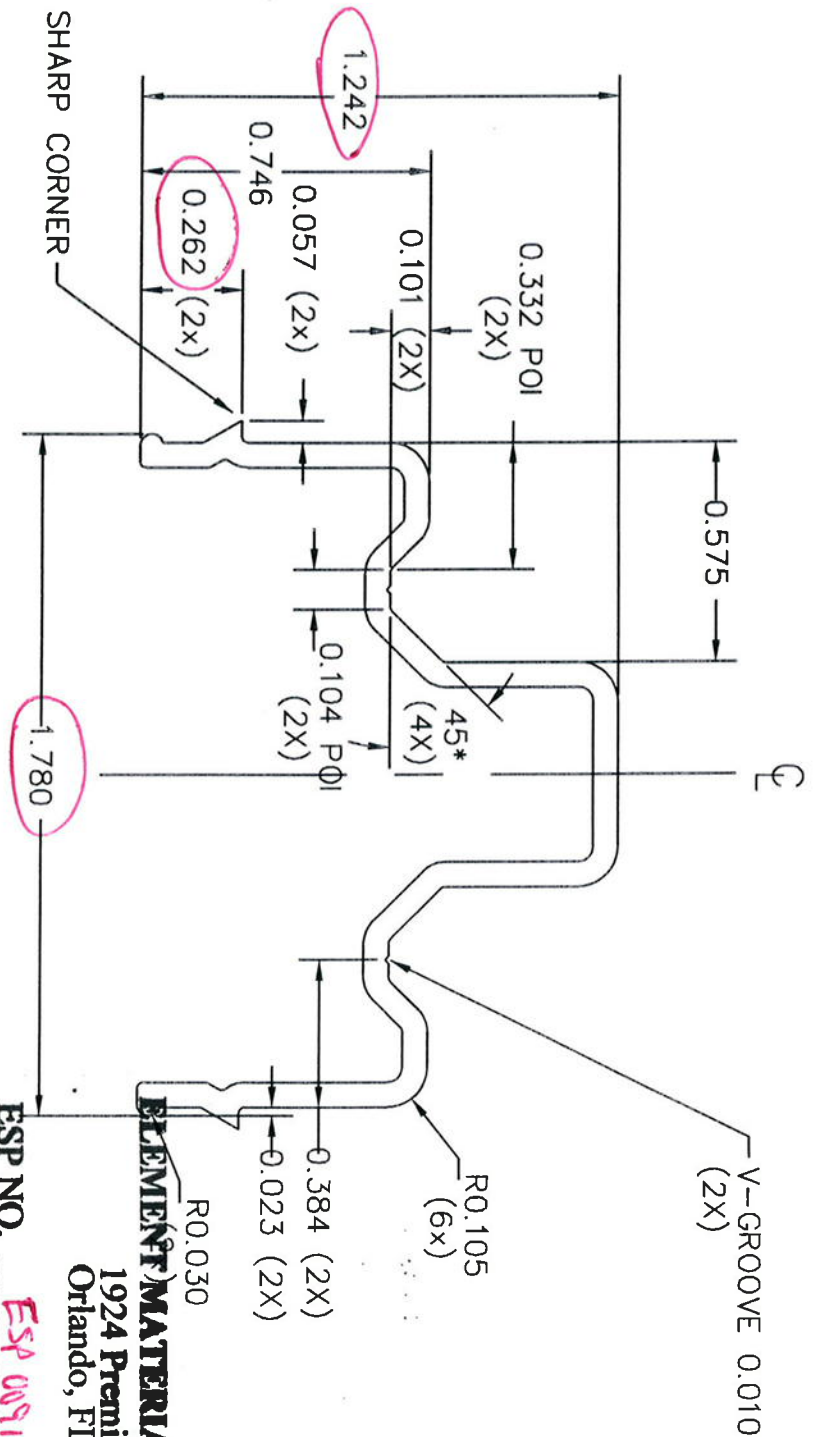 1.242
0.746
0.262 (2x)
0.057 (2x)
0.101 (2X)
0.332 POI
(2X)
0.575
SHARP CORNER
0.104 POI
(2X)
45*
(4X)
1.780
V-GROOVE 0.010
(2X)
R0.105
(6x)
0.384 (2X)
0.023 (2X)
R0.030
ELEMENT MATERIA
1924 Premi
Orlando, Fl
ESP NO.